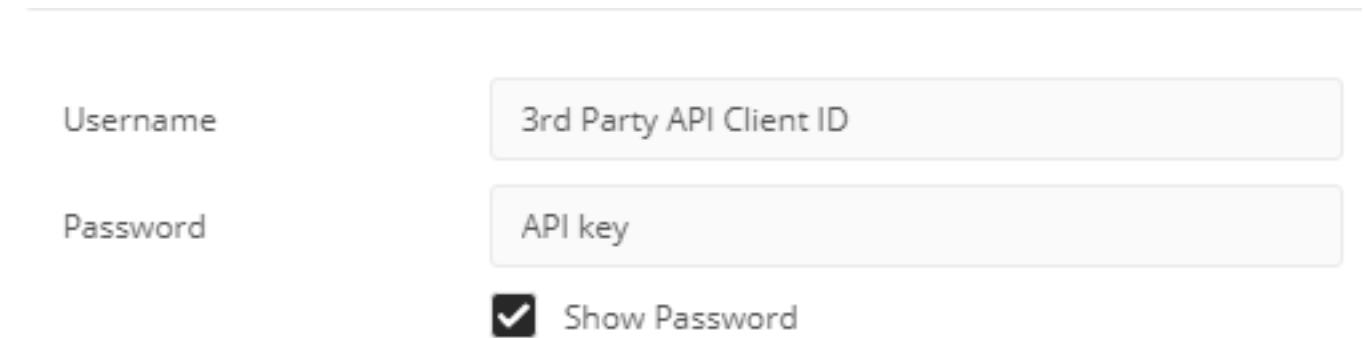 Username 3rd Party API Client ID
Password API key
Show Password